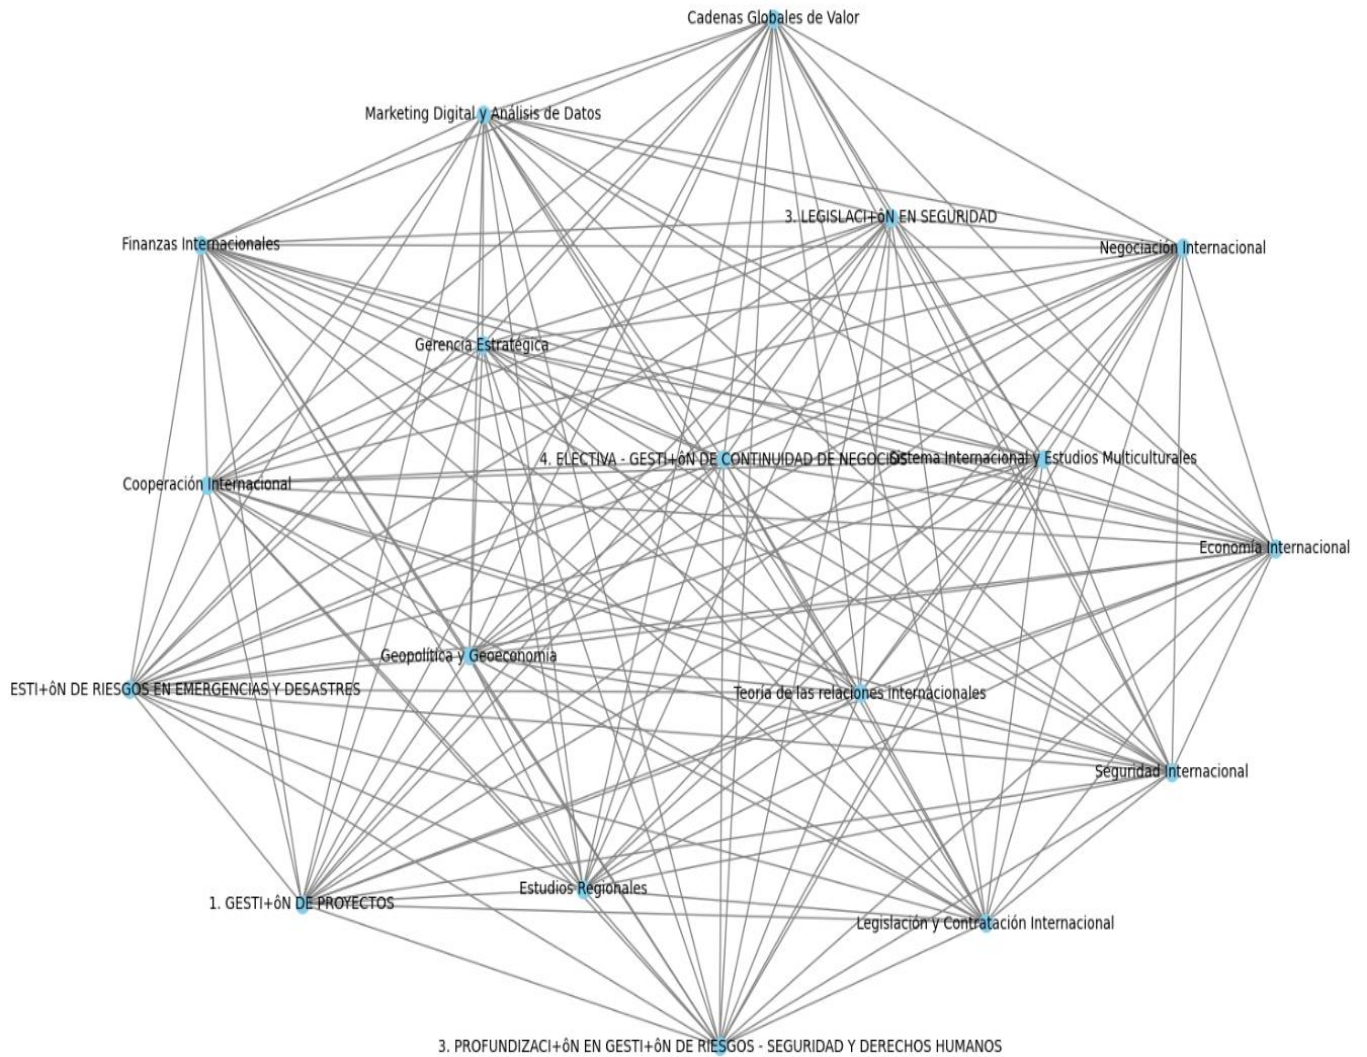 Cadenas Globales de Valor
Marketing Digital y Análisis de Datos
3. LEGISLACI+ôN EN SEGURIDAD
Finanzas Internacionales
Negociación Internacional
Gerencia Estratégica
4. ELECTIVA - GESTI+ôN DE CONTINUIDAD DE NEGOCIOS
Sistema Internacional y Estudios Multiculturales
Cooperación Internacional
Economía Internacional
Geopolítica y Geoeconomia
ESTI+ôN DE RIESGOS EN EMERGENCIAS Y DESASTRES
Teoria de las relaciones internacionales
Seguridad Internacional
Estudios Regionales
1. GESTI+ôN DE PROYECTOS
Legislación y Contratación Internacional
3. PROFUNDIZACI+ôN EN GESTI+ôN DE RIESGOS - SEGURIDAD Y DERECHOS HUMANOS